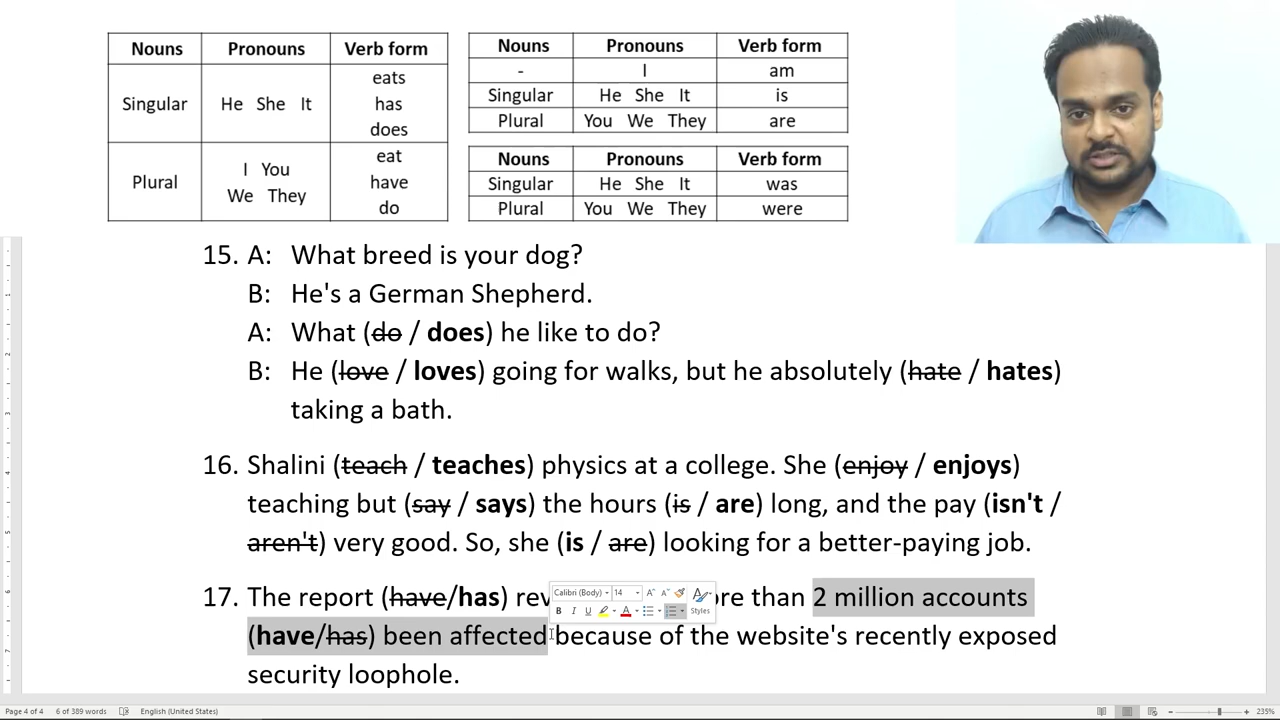 Nouns Pronouns Verb form
Singular He She It eats
has
does
Plural I You
We They eat
have
do
Nouns Pronouns Verb form
- I am
Singular He She It is
Plural You We They are
Nouns Pronouns Verb form
Singular He She It was
Plural You We They were
15. A: What breed is your dog?
B: He's a German Shepherd.
A: What (do / does) he like to do?
B: He (love / loves) going for walks, but he absolutely (hate / hates)
taking a bath.
16. Shalini (teach / teaches) physics at a college. She (enjoy / enjoys)
teaching but (say / says) the hours (is / are) long, and the pay (isn't /
aren't) very good. So, she (is / are) looking for a better-paying job.
17. The report (have/has) than 2 million accounts
(have/has) been affected because of the website's recently exposed
security loophole.
Calibri (Body) 14
B I U A Styles
Page 4 of 4 6 of 389 words English (United States) 235%